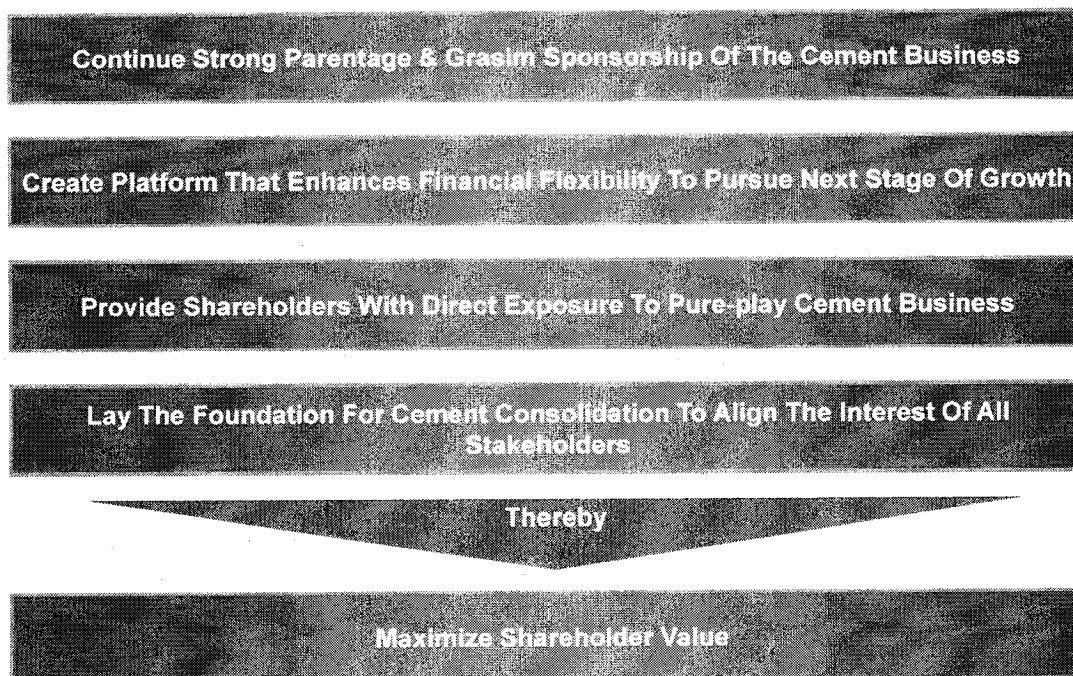 Continue Strong Parentage & Grasim Sponsorship Of The Cement Business
Create Platform That Enhances Financial Flexibility To Pursue Next Stage Of Growth
Provide Shareholders With Direct Exposure To Pure-play Cement Business
Lay The Foundation For Cement Consolidation To Align The Interest Of All
Stakeholders
Thereby
Maximize Shareholder Value